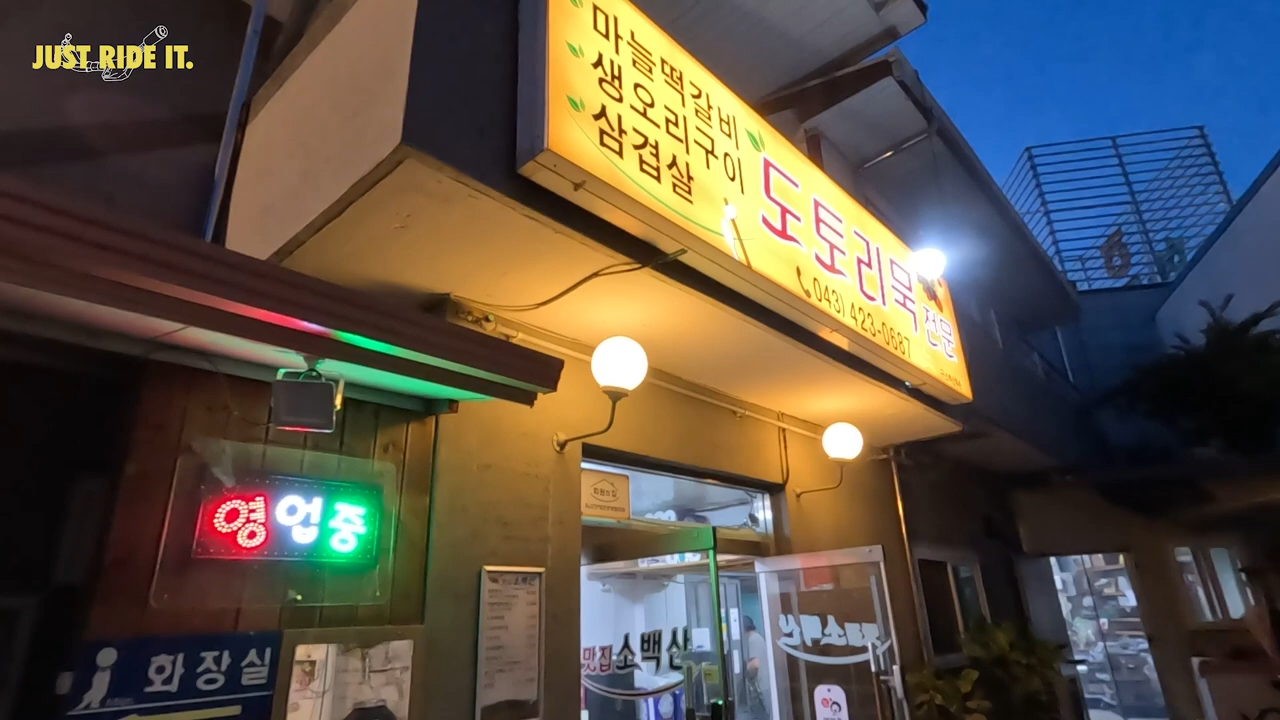 JUST RIDE IT.
마늘떡갈비
생오리구이
삼겹살
도토리묵 전문
043) 423-0687
영업중
화장실
맛집 소백산